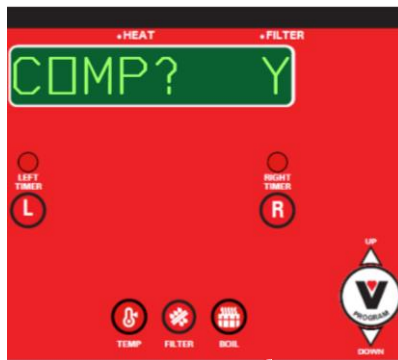 •HEAT •FILTER
COMP? Y
LEFT TIMER RIGHT TIMER
L R
UP
V
PROGRAM
TEMP FILTER BOIL
DOWN